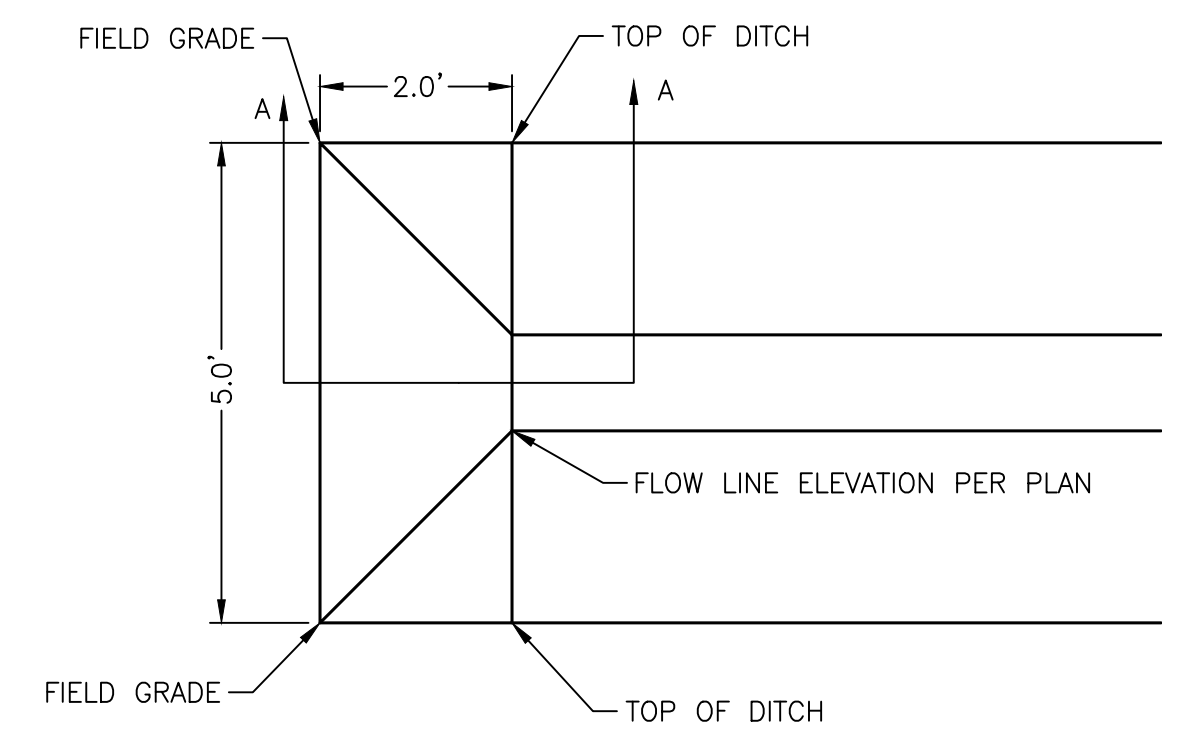 FIELD GRADE
TOP OF DITCH
2.0'
A
A
5.0'
FLOW LINE ELEVATION PER PLAN
FIELD GRADE
TOP OF DITCH